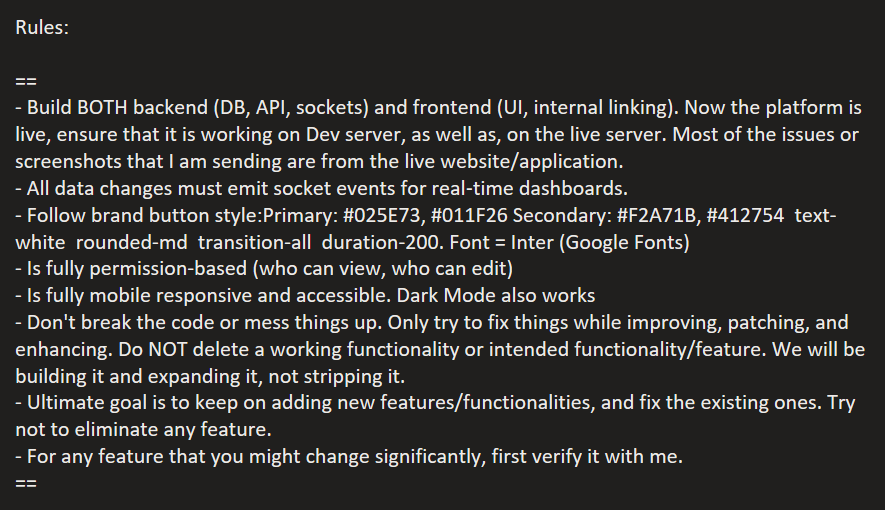 Rules:
==
- Build BOTH backend (DB, API, sockets) and frontend (UI, internal linking). Now the platform is
live, ensure that it is working on Dev server, as well as, on the live server. Most of the issues or
screenshots that I am sending are from the live website/application.
- All data changes must emit socket events for real-time dashboards.
- Follow brand button style:Primary: #025E73, #011F26 Secondary: #F2A71B, #412754  text-
white  rounded-md  transition-all  duration-200. Font = Inter (Google Fonts)
- Is fully permission-based (who can view, who can edit)
- Is fully mobile responsive and accessible. Dark Mode also works
- Don't break the code or mess things up. Only try to fix things while improving, patching, and
enhancing. Do NOT delete a working functionality or intended functionality/feature. We will be
building it and expanding it, not stripping it.
- Ultimate goal is to keep on adding new features/functionalities, and fix the existing ones. Try
not to eliminate any feature.
- For any feature that you might change significantly, first verify it with me.
==